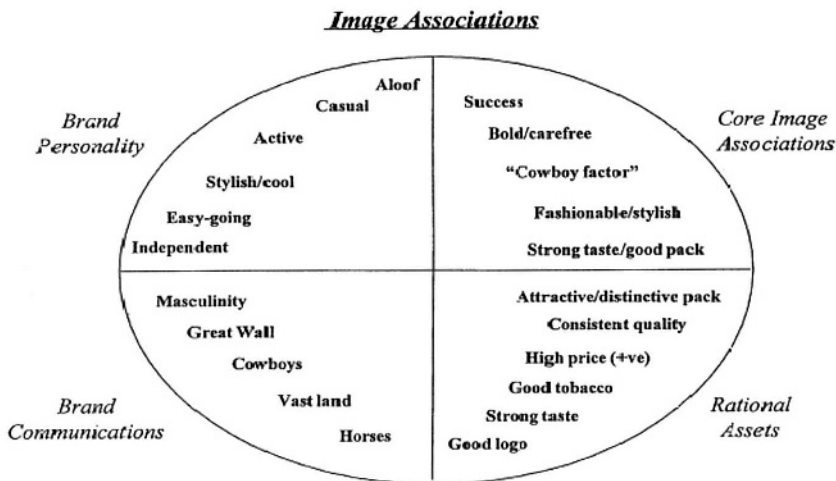 Image Associations
Brand
Personality
Aloof
Casual
Active
Stylish/cool
Easy-going
Independent
Success
Bold/carefree
“Cowboy factor”
Fashionable/stylish
Strong taste/good pack
Core Image
Associations
Masculinity
Great Wall
Cowboys
Vast land
Horses
Brand
Communications
Attractive/distinctive pack
Consistent quality
High price (+ve)
Good tobacco
Strong taste
Good logo
Rational
Assets